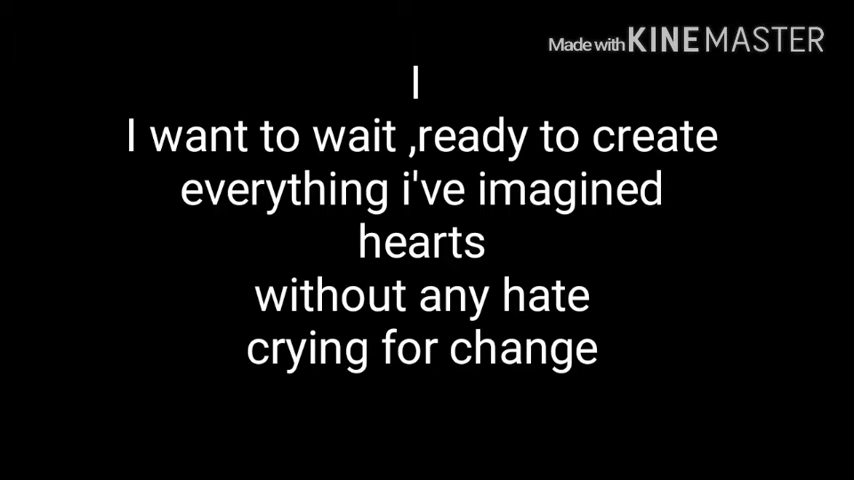 Made with KINEMASTER
I
I want to wait ,ready to create
everything i've imagined
hearts
without any hate
crying for change